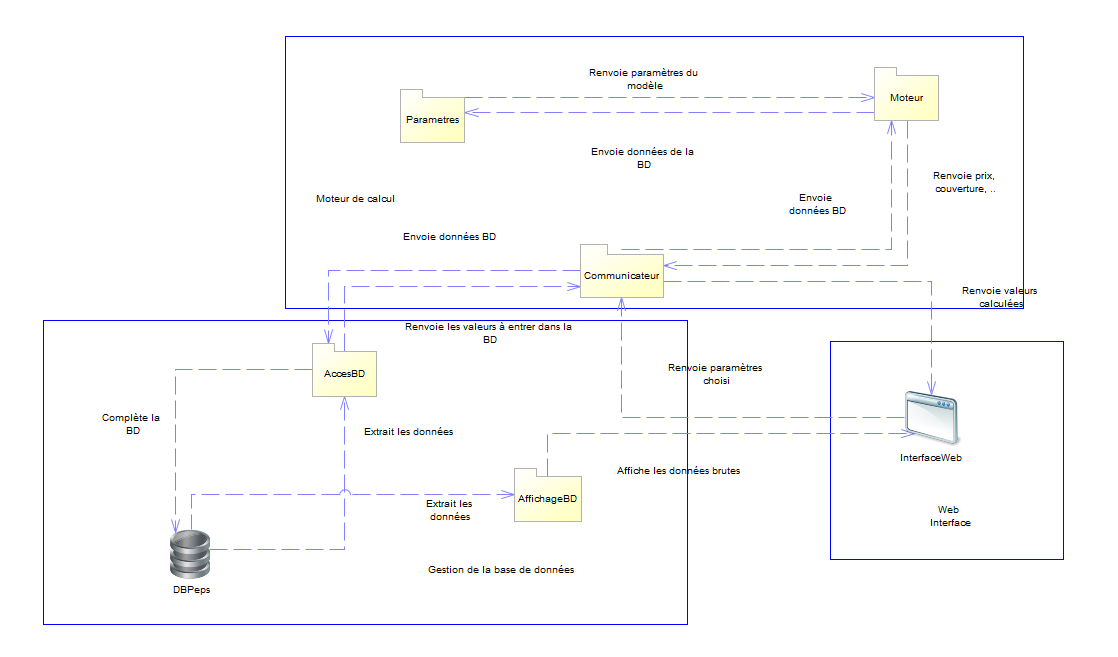 Renvoie paramètres du
modèle
Parametres
Moteur
Envoie données de la
BD
Renvoie prix,
couverture, ..
Moteur de calcul
Envoie
données BD
Envoie données BD
Communicateur
Renvoie valeurs
calculées
Renvoie les valeurs à entrer dans la
BD
AccesBD
Renvoie paramètres
choisi
Complète la
BD
Extrait les données
InterfaceWeb
Affiche les données brutes
AffichageBD
Extrait les
données
Web
Interface
Gestion de la base de données
DBPeps